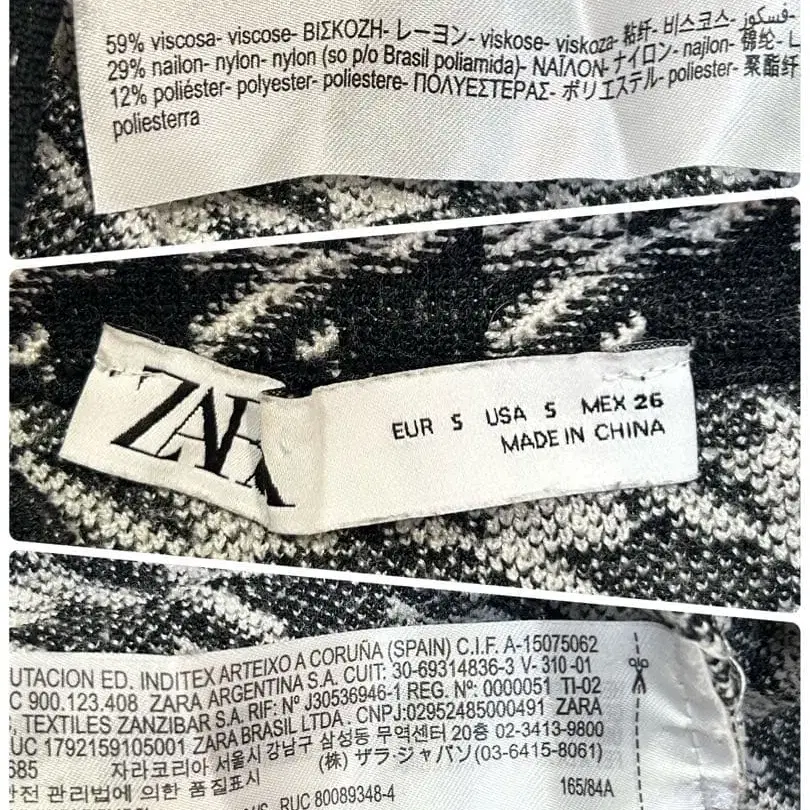 59% viscosa- viscose- ΒΙΣΚΟΖΗ- レーヨン- viskose- viskoza- 粘纤- 비스코스- فسكوز-
29% nailon- nylon- nylon (so p/o Brasil poliamida)- ΝΑΪΛΟΝ- ナイロン- najlon- 锦纶- L
12% poliéster- polyester- poliestere- ΠΟΛΥΕΣΤΕΡΑΣ- ポリエステル- poliester- 聚酯纤
poliesterra
ZARA
EUR S USA S MEX 26
MADE IN CHINA
UTACION ED. INDITEX ARTEIXO A CORUÑA (SPAIN) C.I.F. A-15075062
C 900.123.408 ZARA ARGENTINA S.A. CUIT: 30-69314836-3 V- 310 -01
, TEXTILES ZANZIBAR S.A. RIF: Nº J30536946-1 REG. Nº: 0000051 TI-02
UC 1792159105001 ZARA BRASIL LTDA . CNPJ:02952485000491 ZARA
585 자라코리아 서울시 강남구 삼성동 무역센터 20층 02-3413-9800
전 관리법에 의한 품질표시 (株) ザラ・ジャパン(03-6415-8061)
RUC 80089348-4 165/84A